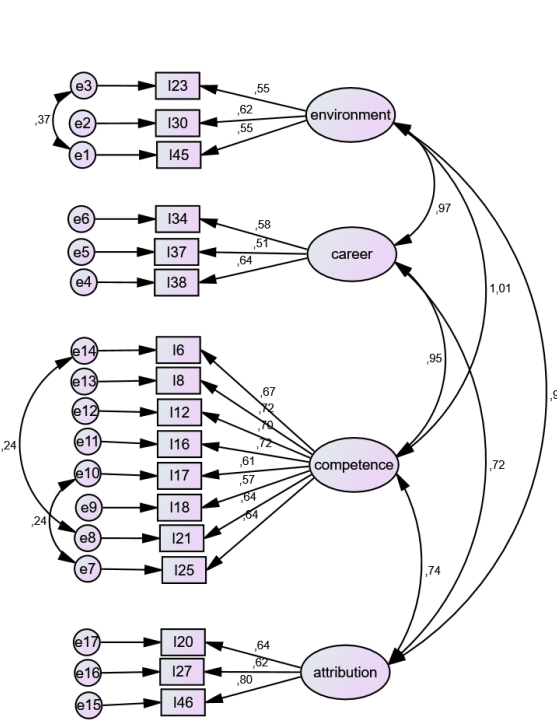 e3 I23 ,55
e2 I30 ,62 environment
,37
e1 I45 ,55
,97
e6 I34 ,58
e5 I37 ,51 career
e4 I38 ,64
1,01
e14 I6
,95
e13 I8 ,67
e12 I12 ,72
,70
e11 I16 ,72
,24
e10 I17 ,61 competence
,72
e9 I18 ,57
,24
e8 I21 ,64
e7 I25 ,64
,74
e17 I20 ,64
e16 I27 ,62 attribution
e15 I46 ,80